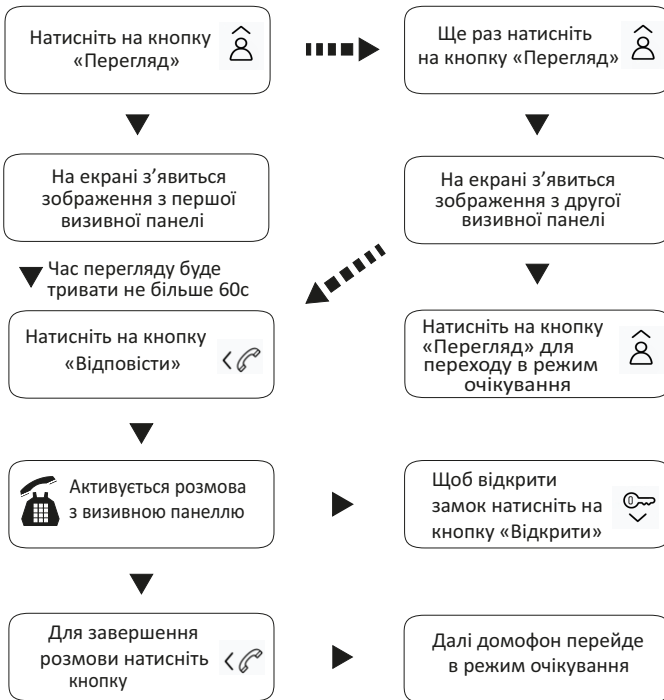 Натисніть на кнопку
«Перегляд»
Ще раз натисніть
на кнопку «Перегляд»
На екрані з’явиться
зображення з першої
визивної панелі
На екрані з’явиться
зображення з другої
визивної панелі
Час перегляду буде
тривати не більше 60с
Натисніть на кнопку
«Відповісти»
Натисніть на кнопку
«Перегляд» для
переходу в режим
очікування
Активується розмова
з визивною панеллю
Щоб відкрити
замок натисніть на
кнопку «Відкрити»
Для завершення
розмови натисніть
кнопку
Далі домофон перейде
в режим очікування